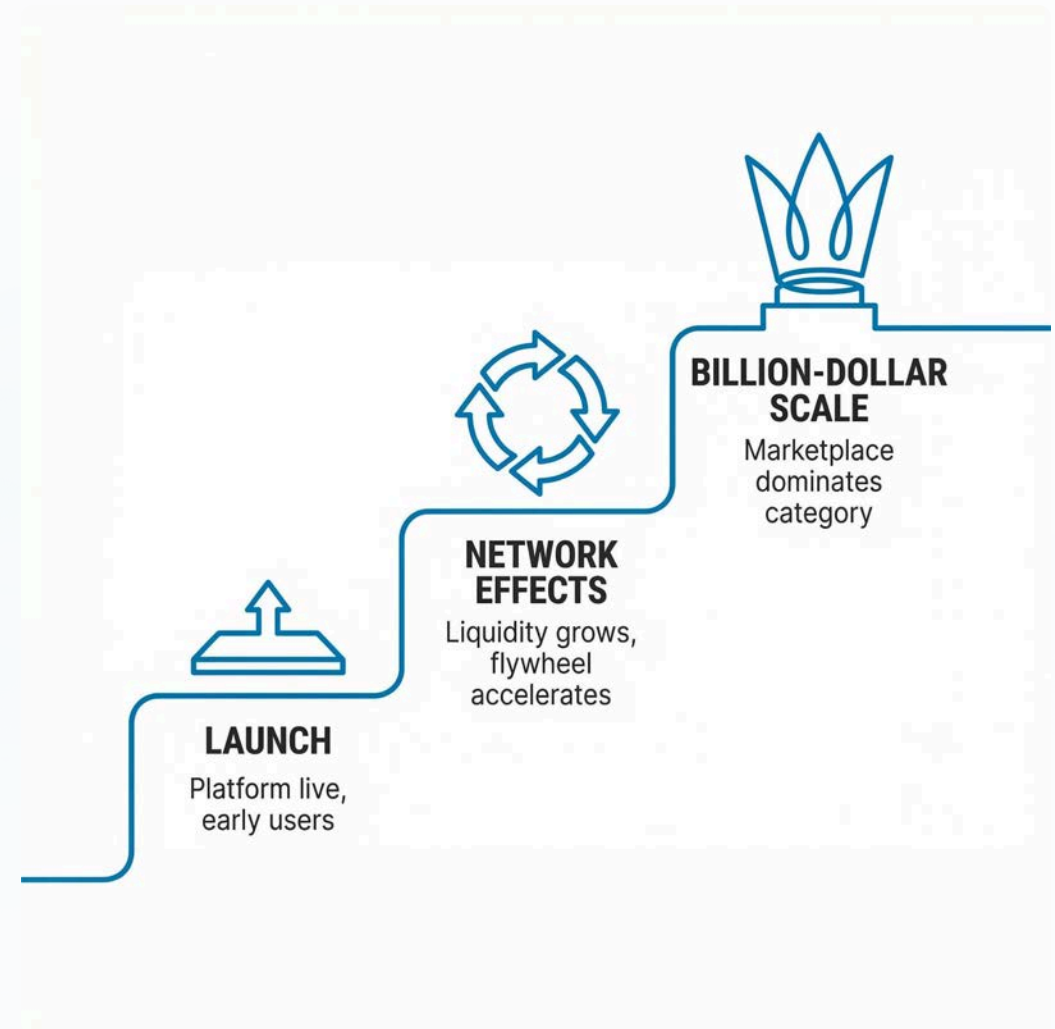 BILLION-DOLLAR
SCALE
Marketplace
dominates
category
NETWORK
EFFECTS
Liquidity grows,
flywheel
accelerates
LAUNCH
Platform live,
early users